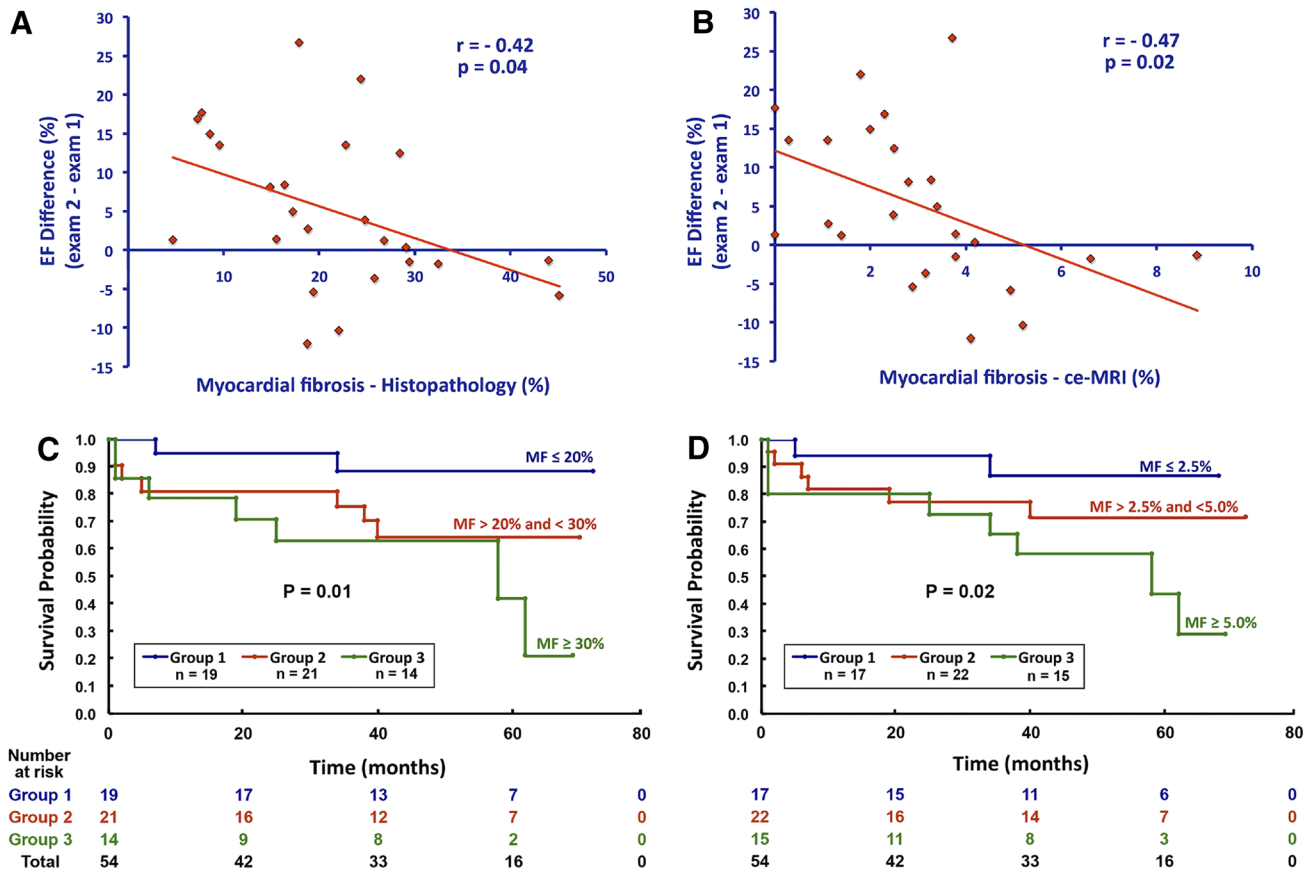 A
r = - 0.42
p = 0.04
EF Difference (%)
(exam 2 - exam 1)
30
25
20
15
10
5
0
-5
-10
-15
10
20
30
40
50
Myocardial fibrosis - Histopathology (%)
B
r = - 0.47
p = 0.02
EF Difference (%)
(exam 2 - exam 1)
30
25
20
15
10
5
0
-5
-10
-15
2
4
6
8
10
Myocardial fibrosis - ce-MRI (%)
C
Survival Probability
1.0
0.9
0.8
0.7
0.6
0.5
0.4
0.3
0.2
0.1
0.0
MF ≤ 20%
MF > 20% and < 30%
P = 0.01
MF ≥ 30%
Group 1 Group 2 Group 3
n = 19 n = 21 n = 14
0 20 40 60 80
Time (months)
D
Survival Probability
1.0
0.9
0.8
0.7
0.6
0.5
0.4
0.3
0.2
0.1
0.0
MF ≤ 2.5%
MF > 2.5% and <5.0%
P = 0.02
MF ≥ 5.0%
Group 1 Group 2 Group 3
n = 17 n = 22 n = 15
0 20 40 60 80
Time (months)
Number
at risk
Group 1 19 17 13 7 0 17 15 11 6 0
Group 2 21 16 12 7 0 22 16 14 7 0
Group 3 14 9 8 2 0 15 11 8 3 0
Total 54 42 33 16 0 54 42 33 16 0